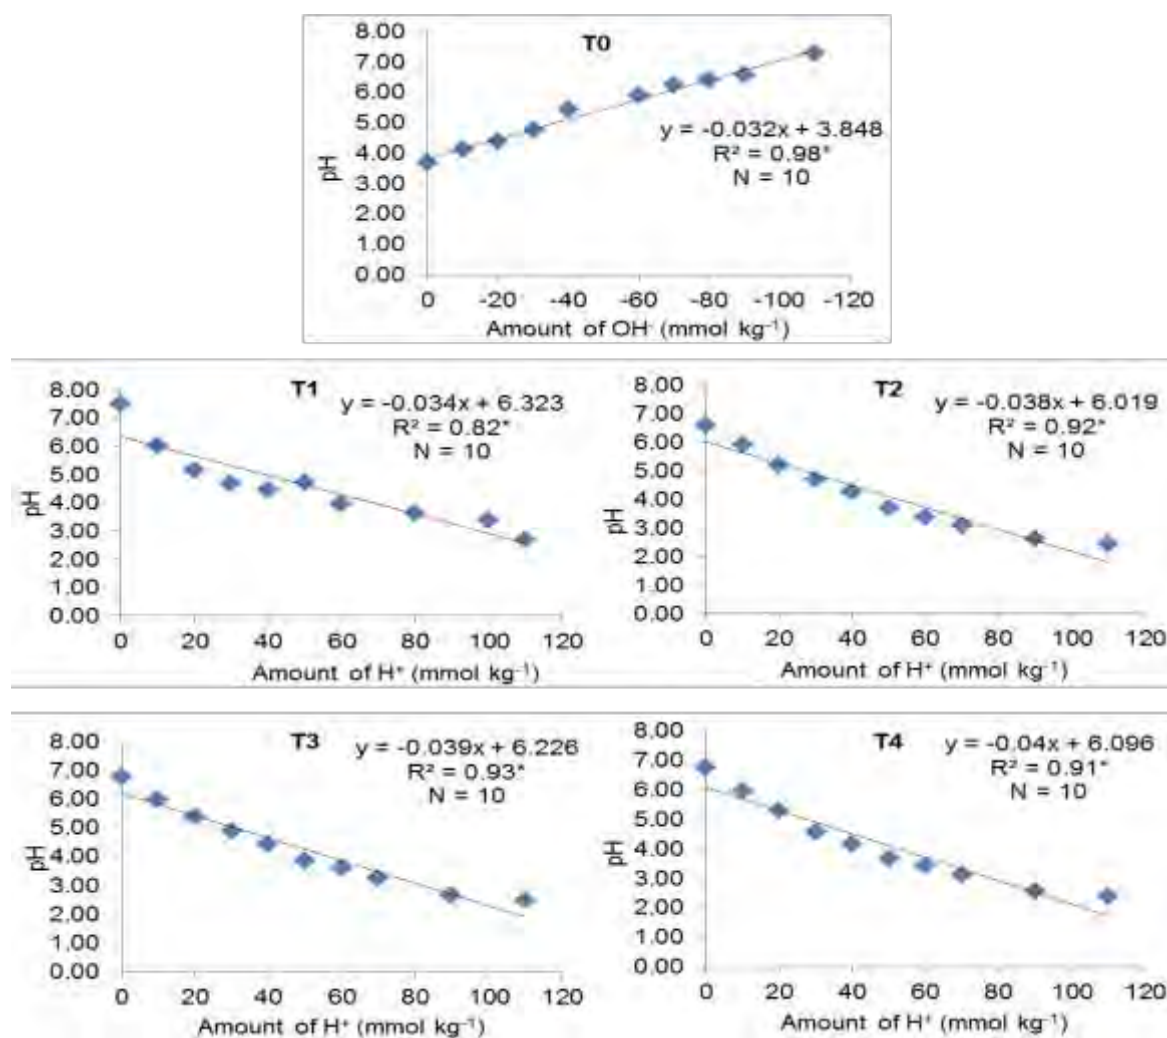 T0
8.00
7.00
6.00
5.00
4.00
3.00
2.00
1.00
0.00
pH
y = -0.032x + 3.848
R² = 0.98*
N = 10
0 -20 -40 -60 -80 -100 -120
Amount of OH⁻ (mmol kg⁻¹)
T1
8.00
7.00
6.00
5.00
4.00
3.00
2.00
1.00
0.00
pH
y = -0.034x + 6.323
R² = 0.82*
N = 10
0 20 40 60 80 100 120
Amount of H⁺ (mmol kg⁻¹)
T2
8.00
7.00
6.00
5.00
4.00
3.00
2.00
1.00
0.00
pH
y = -0.038x + 6.019
R² = 0.92*
N = 10
0 20 40 60 80 100 120
Amount of H⁺ (mmol kg⁻¹)
T3
8.00
7.00
6.00
5.00
4.00
3.00
2.00
1.00
0.00
pH
y = -0.039x + 6.226
R² = 0.93*
N = 10
0 20 40 60 80 100 120
Amount of H⁺ (mmol kg⁻¹)
T4
8.00
7.00
6.00
5.00
4.00
3.00
2.00
1.00
0.00
pH
y = -0.04x + 6.096
R² = 0.91*
N = 10
0 20 40 60 80 100 120
Amount of H⁺ (mmol kg⁻¹)